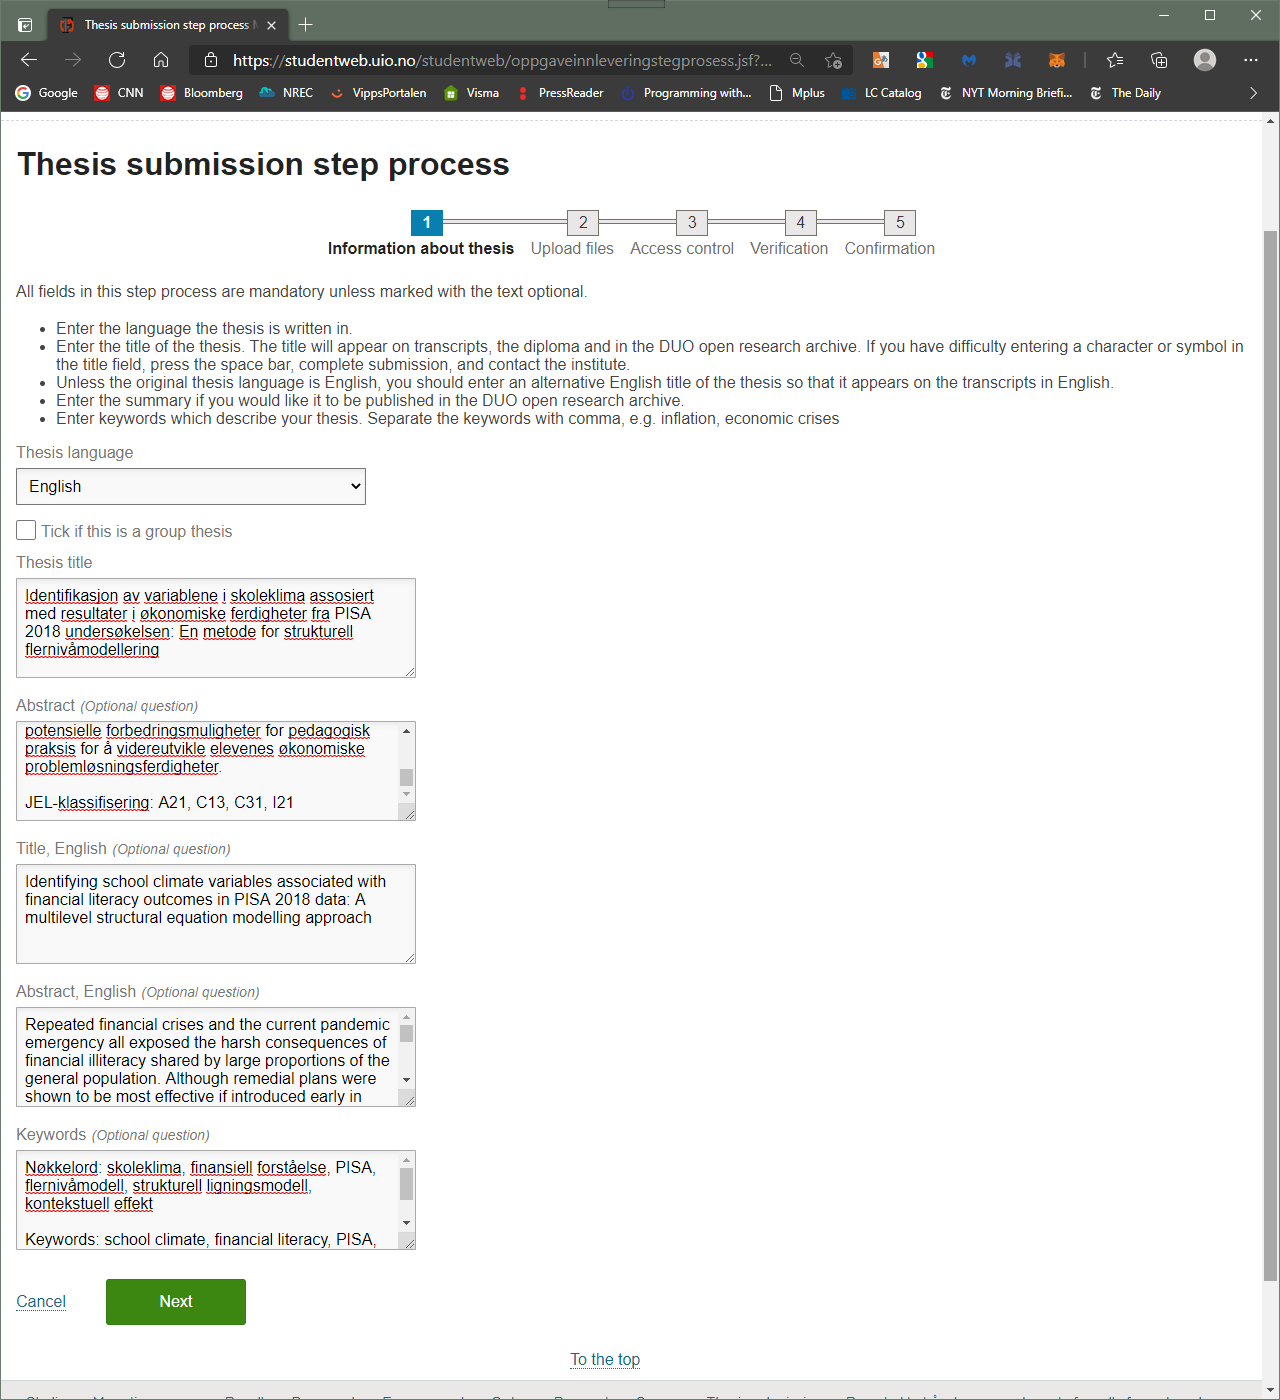 Thesis submission step process
https://studentweb.uio.no/studentweb/oppgaveinnleveringstegprosess.jsf?...
Google CNN Bloomberg NREC VippsPortalen Visma PressReader Programming with... Mplus LC Catalog NYT Morning Briefi... The Daily
Thesis submission step process
1 2 3 4 5
Information about thesis Upload files Access control Verification Confirmation
All fields in this step process are mandatory unless marked with the text optional.
• Enter the language the thesis is written in.
• Enter the title of the thesis. The title will appear on transcripts, the diploma and in the DUO open research archive. If you have difficulty entering a character or symbol in
the title field, press the space bar, complete submission, and contact the institute.
• Unless the original thesis language is English, you should enter an alternative English title of the thesis so that it appears on the transcripts in English.
• Enter the summary if you would like it to be published in the DUO open research archive.
• Enter keywords which describe your thesis. Separate the keywords with comma, e.g. inflation, economic crises
Thesis language
English
Tick if this is a group thesis
Thesis title
Identifikasjon av variablene i skoleklima assosiert
med resultater i økonomiske ferdigheter fra PISA
2018 undersøkelsen: En metode for strukturell
flernivåmodellering
Abstract (Optional question)
potensielle forbedringsmuligheter for pedagogisk
praksis for å videreutvikle elevenes økonomiske
problemløsningsferdigheter.
JEL-klassifisering: A21, C13, C31, I21
Title, English (Optional question)
Identifying school climate variables associated with
financial literacy outcomes in PISA 2018 data: A
multilevel structural equation modelling approach
Abstract, English (Optional question)
Repeated financial crises and the current pandemic
emergency all exposed the harsh consequences of
financial illiteracy shared by large proportions of the
general population. Although remedial plans were
shown to be most effective if introduced early in
Keywords (Optional question)
Nøkkelord: skoleklima, finansiell forståelse, PISA,
flernivåmodell, strukturell ligningsmodell,
kontekstuell effekt
Keywords: school climate, financial literacy, PISA,
Cancel Next
To the top